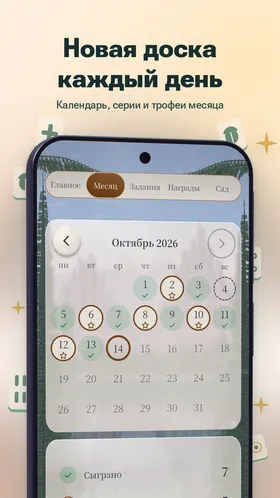 Новая доска
каждый день
Календарь, серии и трофеи месяца
Главное Месяц Задания Награды Сад
Октябрь 2026
пн вт ср чт пт сб вс
1 2 3 4
5 6 7 8 9 10 11
12 13 14 15 16 17 18
19 20 21 22 23 24 25
26 27 28 29 30 31
Сыграно 7